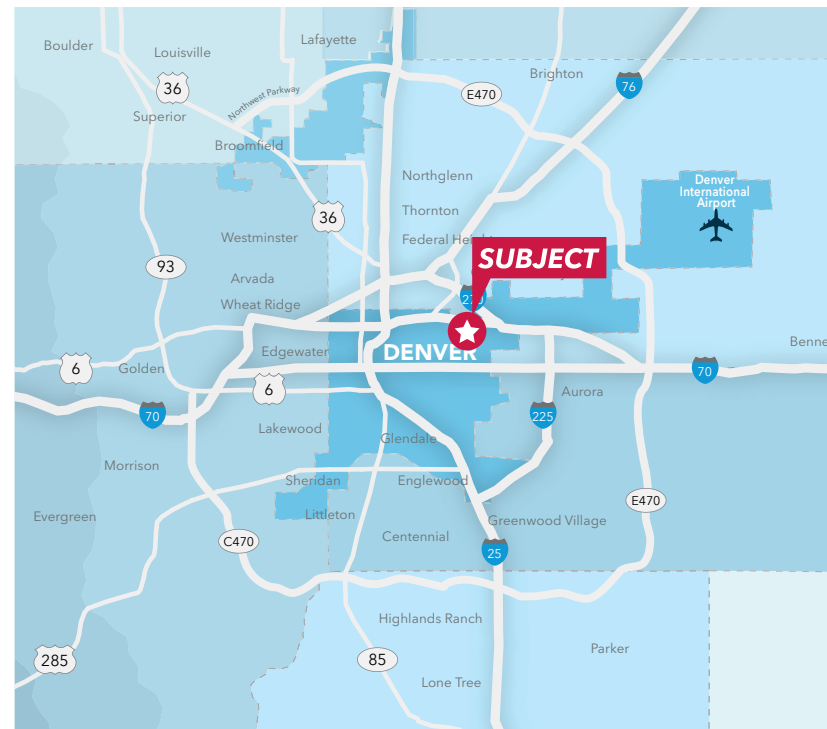 Lafayette
Boulder
Louisville
Brighton
76
36
Northwest Parkway
E470
Superior
Broomfield
Northglenn
Denver
International
Airport
Thornton
36
Westminster
Federal
SUBJECT
93
Arvada
Wheat Ridge
Edgewater
DENVER
6
Golden
70
6
Aurora
70
225
Lakewood
Glendale
Morrison
Sheridan
Englewood
E470
Evergreen
Littleton
Greenwood Village
C470
Centennial
25
Highlands Ranch
285
85
Parker
Lone Tree